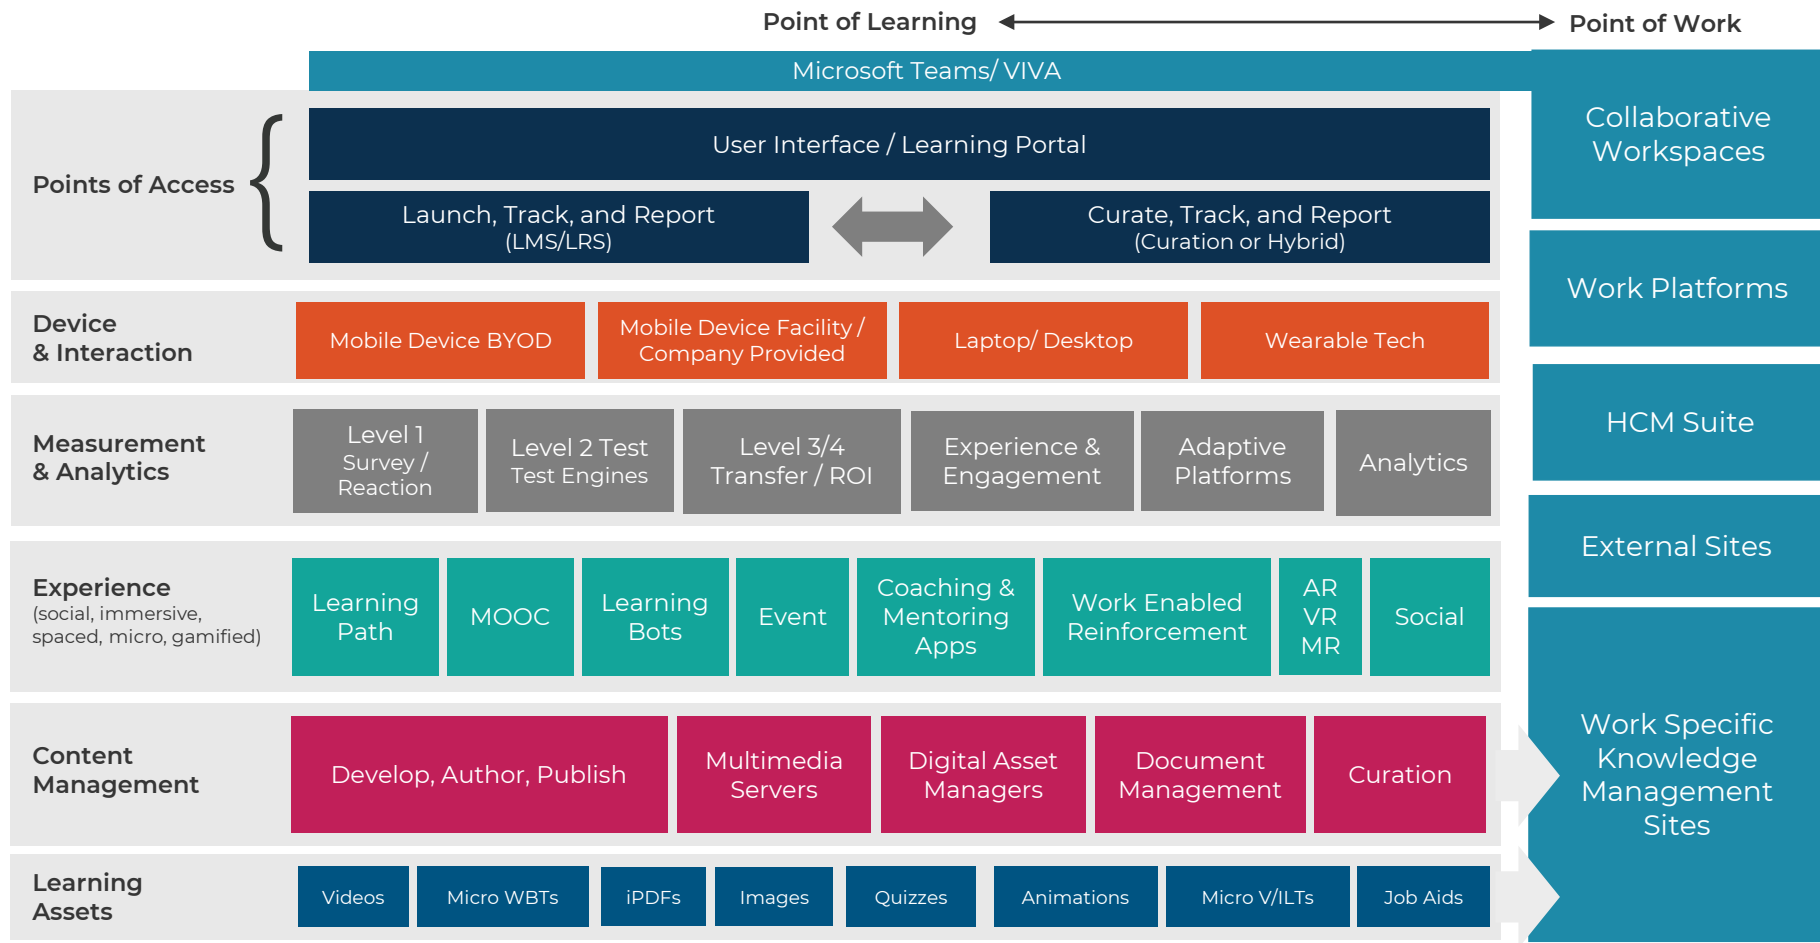 Point of Learning
Point of Work
Microsoft Teams/ VIVA
Collaborative
Workspaces
Points of Access
User Interface / Learning Portal
Launch, Track, and Report
(LMS/LRS)
Curate, Track, and Report
(Curation or Hybrid)
Work Platforms
Device
& Interaction
Mobile Device BYOD
Mobile Device Facility /
Company Provided
Laptop/ Desktop
Wearable Tech
HCM Suite
Measurement
& Analytics
Level 1
Survey /
Reaction
Level 2 Test
Test Engines
Level 3/4
Transfer / ROI
Experience &
Engagement
Adaptive
Platforms
Analytics
External Sites
Experience
(social, immersive,
spaced, micro, gamified)
Learning
Path
MOOC
Learning
Bots
Event
Coaching &
Mentoring
Apps
Work Enabled
Reinforcement
AR
VR
MR
Social
Work Specific
Knowledge
Management
Sites
Content
Management
Develop, Author, Publish
Multimedia
Servers
Digital Asset
Managers
Document
Management
Curation
Learning
Assets
Videos
Micro WBTs
iPDFs
Images
Quizzes
Animations
Micro V/ILTs
Job Aids